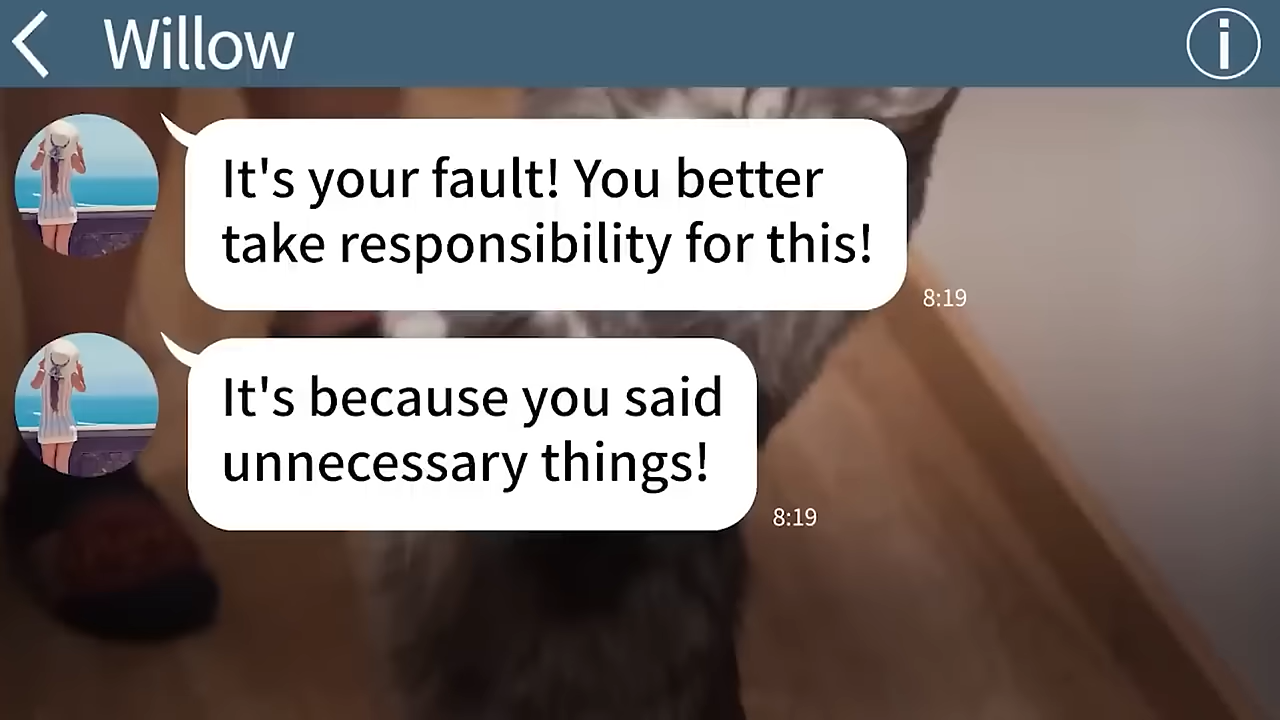 Willow
It's your fault! You better
take responsibility for this!
8:19
It's because you said
unnecessary things!
8:19